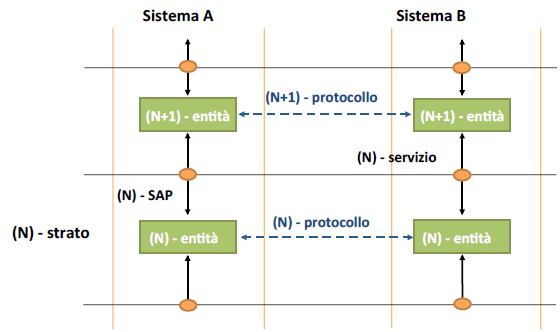 Sistema A
Sistema B
(N+1) - protocollo
(N+1) - entità
(N+1) - entità
(N) - servizio
(N) - SAP
(N) - strato
(N) - protocollo
(N) - entità
(N) - entità